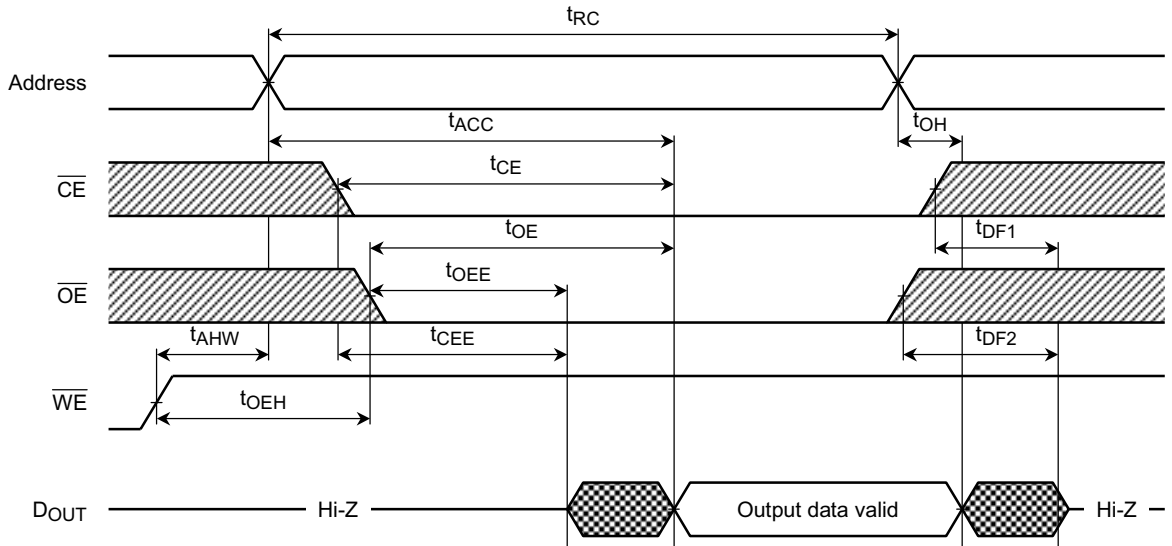 tRC
Address
tACC
tOH
CE
tCE
tOE
tDF1
OE
tOEE
tAHW
tCEE
tDF2
WE
tOEH
DOUT
Hi-Z
Output data valid
Hi-Z